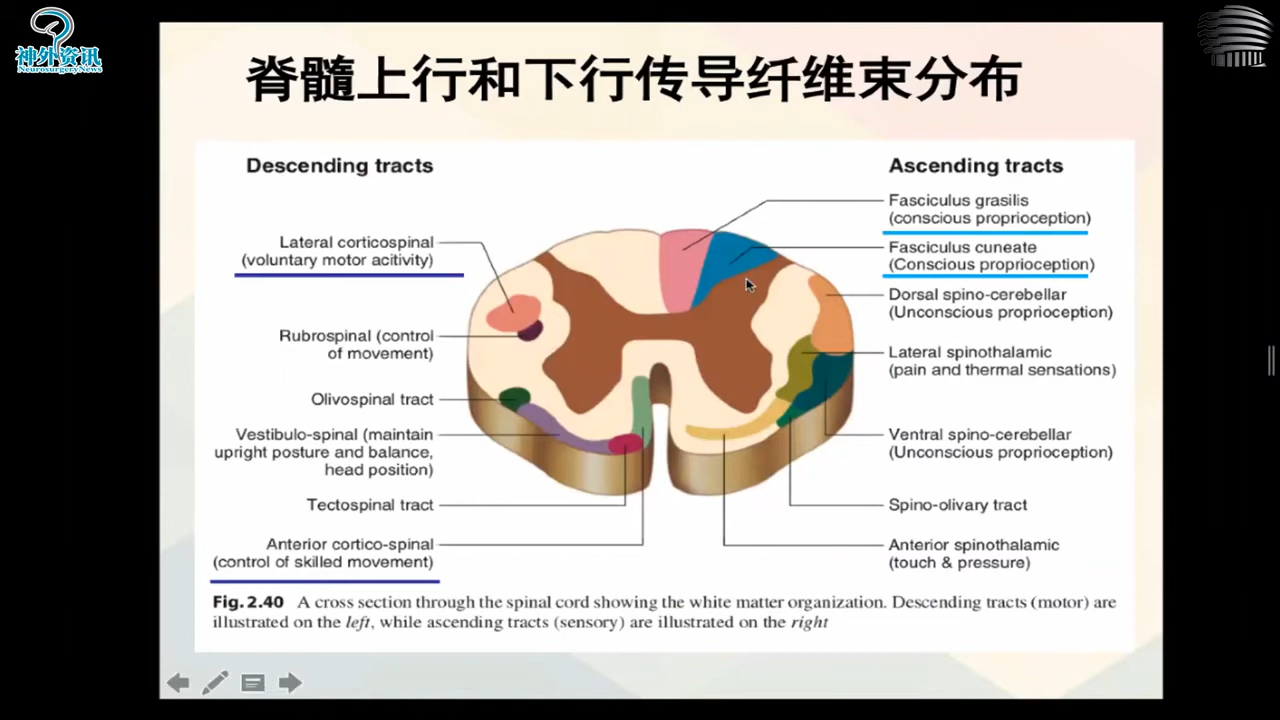 神外资讯
NeurosurgeryNews
脊髓上行和下行传导纤维束分布
Descending tracts
Lateral corticospinal
(voluntary motor acitivity)
Rubrospinal (control
of movement)
Olivospinal tract
Vestibulo-spinal (maintain
upright posture and balance,
head position)
Tectospinal tract
Anterior cortico-spinal
(control of skilled movement)
Ascending tracts
Fasciculus grasilis
(conscious proprioception)
Fasciculus cuneate
(Conscious proprioception)
Dorsal spino-cerebellar
(Unconscious proprioception)
Lateral spinothalamic
(pain and thermal sensations)
Ventral spino-cerebellar
(Unconscious proprioception)
Spino-olivary tract
Anterior spinothalamic
(touch & pressure)
Fig. 2.40 A cross section through the spinal cord showing the white matter organization. Descending tracts (motor) are
illustrated on the left, while ascending tracts (sensory) are illustrated on the right